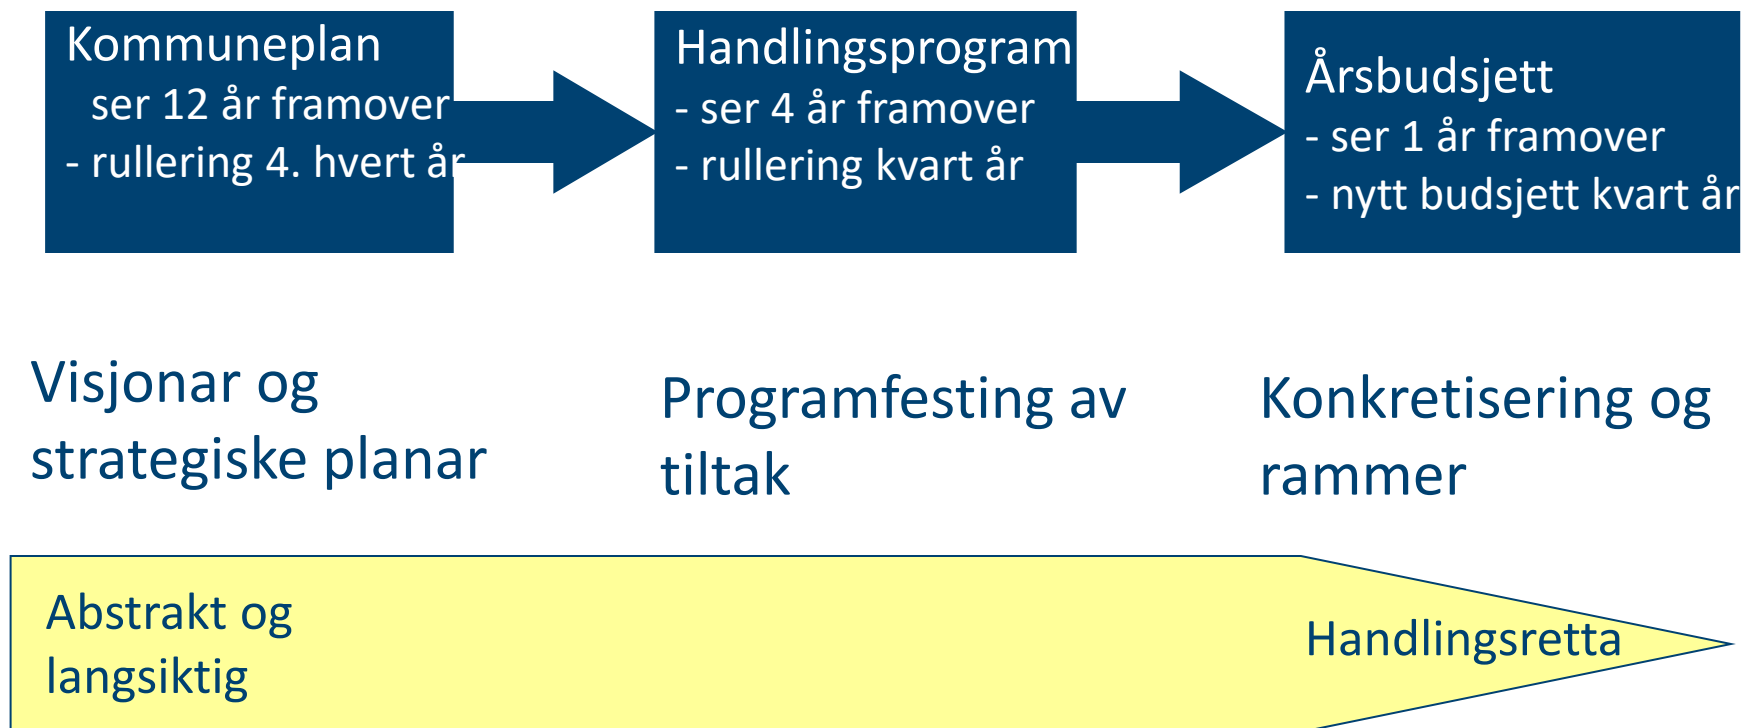 Kommuneplan
ser 12 år framover
- rullering 4. hvert år
Handlingsprogram
- ser 4 år framover
- rullering kvart år
Årsbudsjett
- ser 1 år framover
- nytt budsjett kvart år
Visjonar og
strategiske planar
Programfesting av
tiltak
Konkretisering og
rammer
Abstrakt og
langsiktig
Handlingsretta